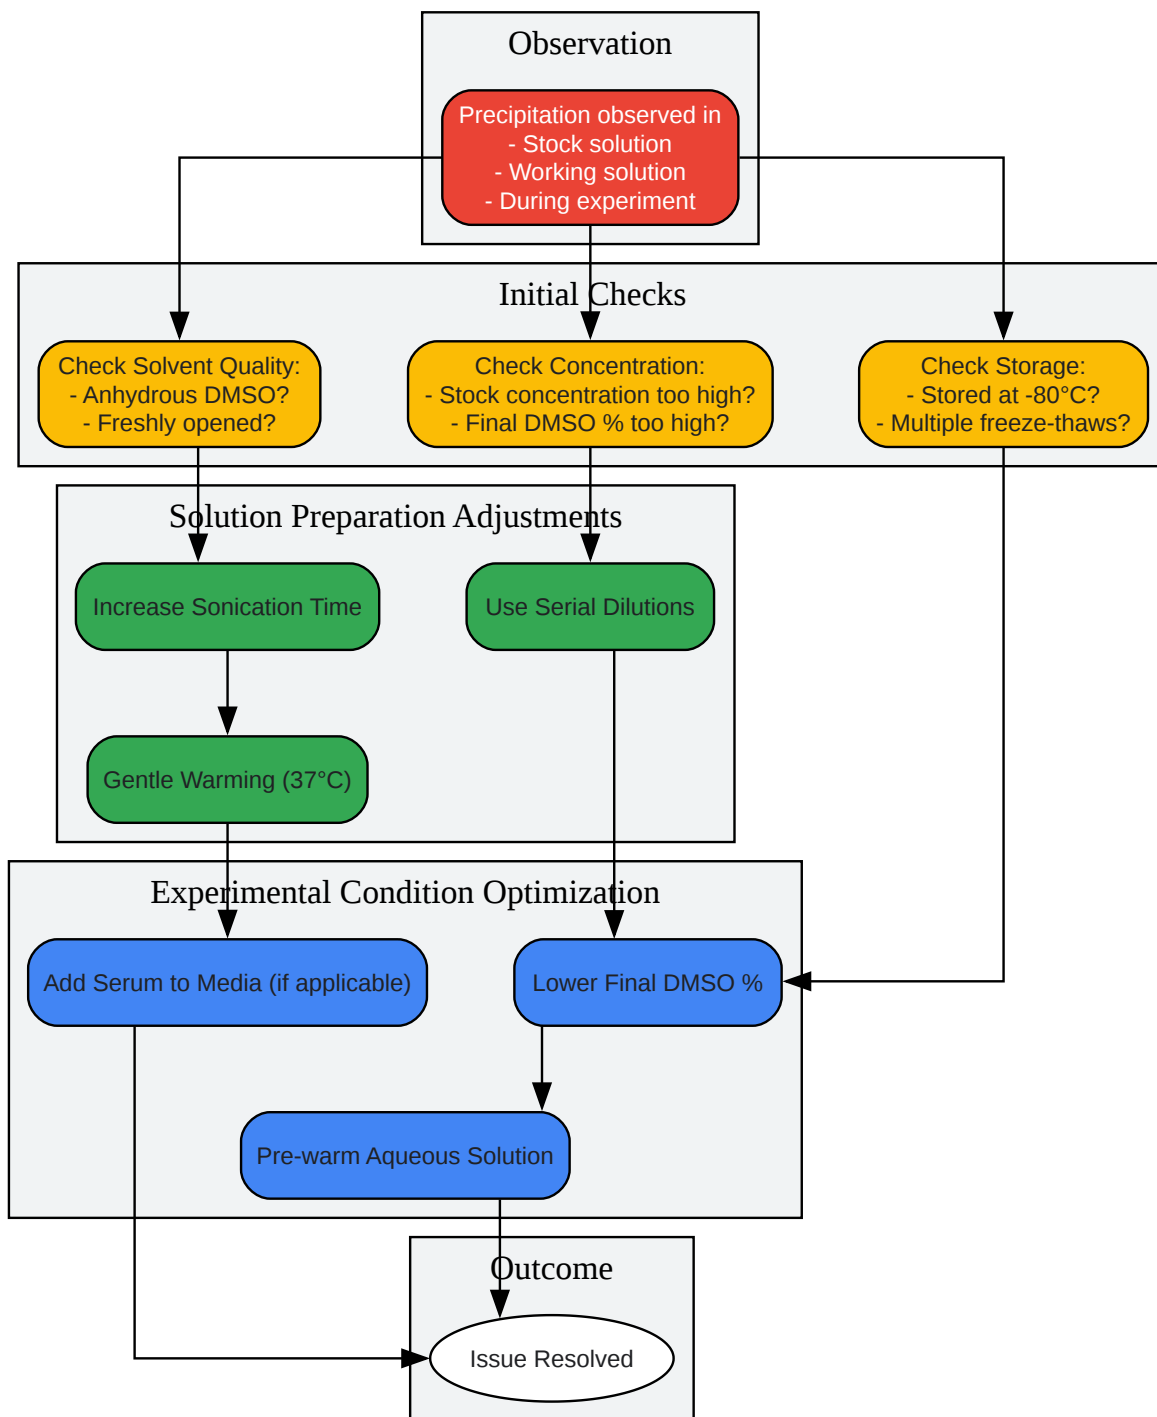 Observation
Precipitation observed in
- Stock solution
- Working solution
- During experiment
Initial Checks
Check Solvent Quality:
- Anhydrous DMSO?
- Freshly opened?
Check Concentration:
- Stock concentration too high?
- Final DMSO % too high?
Check Storage:
- Stored at -80°C?
- Multiple freeze-thaws?
Solution Preparation Adjustments
Increase Sonication Time
Use Serial Dilutions
Gentle Warming (37°C)
Experimental Condition Optimization
Add Serum to Media (if applicable)
Lower Final DMSO %
Pre-warm Aqueous Solution
Outcome
Issue Resolved